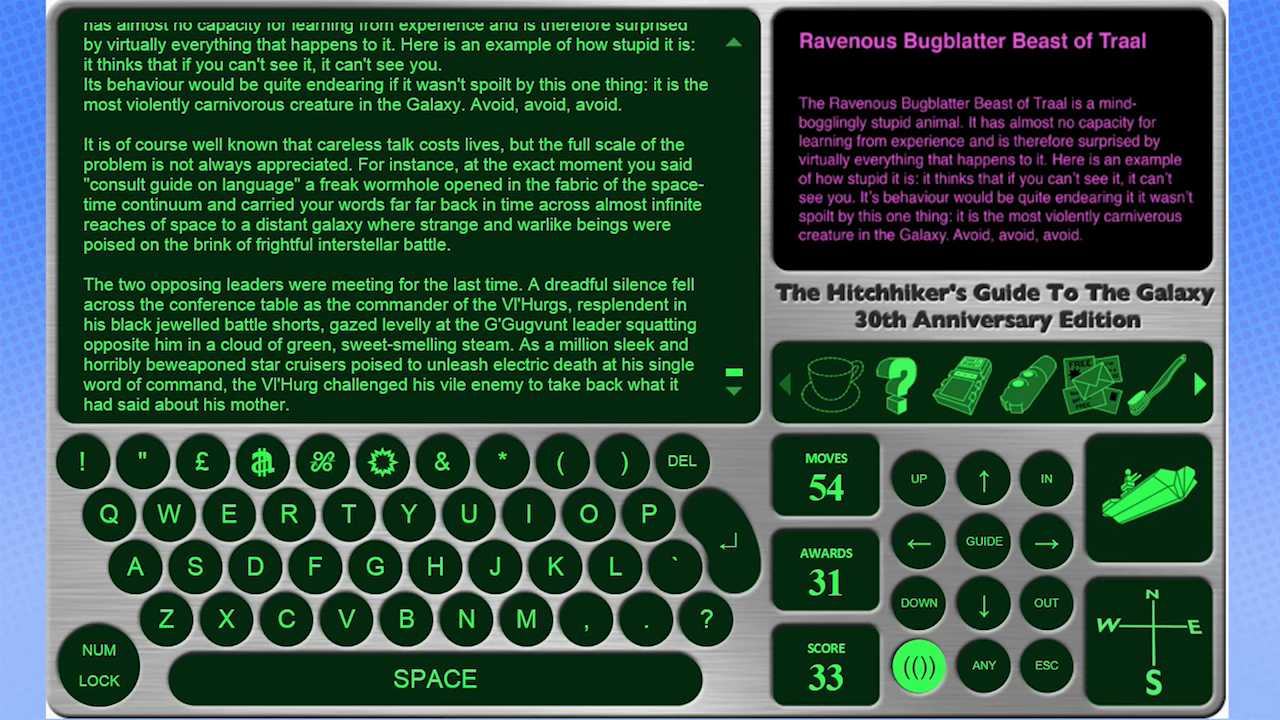 has almost no capacity for learning from experience and is therefore surprised
by virtually everything that happens to it. Here is an example of how stupid it is:
it thinks that if you can't see it, it can't see you.
Its behaviour would be quite endearing if it wasn't spoilt by this one thing: it is the
most violently carnivorous creature in the Galaxy. Avoid, avoid, avoid.
It is of course well known that careless talk costs lives, but the full scale of the
problem is not always appreciated. For instance, at the exact moment you said
"consult guide on language" a freak wormhole opened in the fabric of the space-
time continuum and carried your words far far back in time across almost infinite
reaches of space to a distant galaxy where strange and warlike beings were
poised on the brink of frightful interstellar battle.
The two opposing leaders were meeting for the last time. A dreadful silence fell
across the conference table as the commander of the Vl'Hurgs, resplendent in
his black jewelled battle shorts, gazed levelly at the G'Gugvunt leader squatting
opposite him in a cloud of green, sweet-smelling steam. As a million sleek and
horribly beweaponed star cruisers poised to unleash electric death at his single
word of command, the Vl'Hurg challenged his vile enemy to take back what it
had said about his mother.
Ravenous Bugblatter Beast of Traal
The Ravenous Bugblatter Beast of Traal is a mind-
bogglingly stupid animal. It has almost no capacity for
learning from experience and is therefore surprised by
virtually everything that happens to it. Here is an example
of how stupid it is: it thinks that if you can't see it, it can't
see you. It's behaviour would be quite endearing it it wasn't
spoilt by this one thing: it is the most violently carniverous
creature in the Galaxy. Avoid, avoid, avoid.
The Hitchhiker's Guide To The Galaxy
30th Anniversary Edition
FREE
FREE
! " £ & * ( ) DEL
Q W E R T Y U I O P ↵
A S D F G H J K L `
Z X C V B N M , . ?
NUM
LOCK
SPACE
MOVES
54
AWARDS
31
SCORE
33
UP ↑ IN
← GUIDE →
DOWN ↓ OUT
(()) ANY ESC
N
W E
S